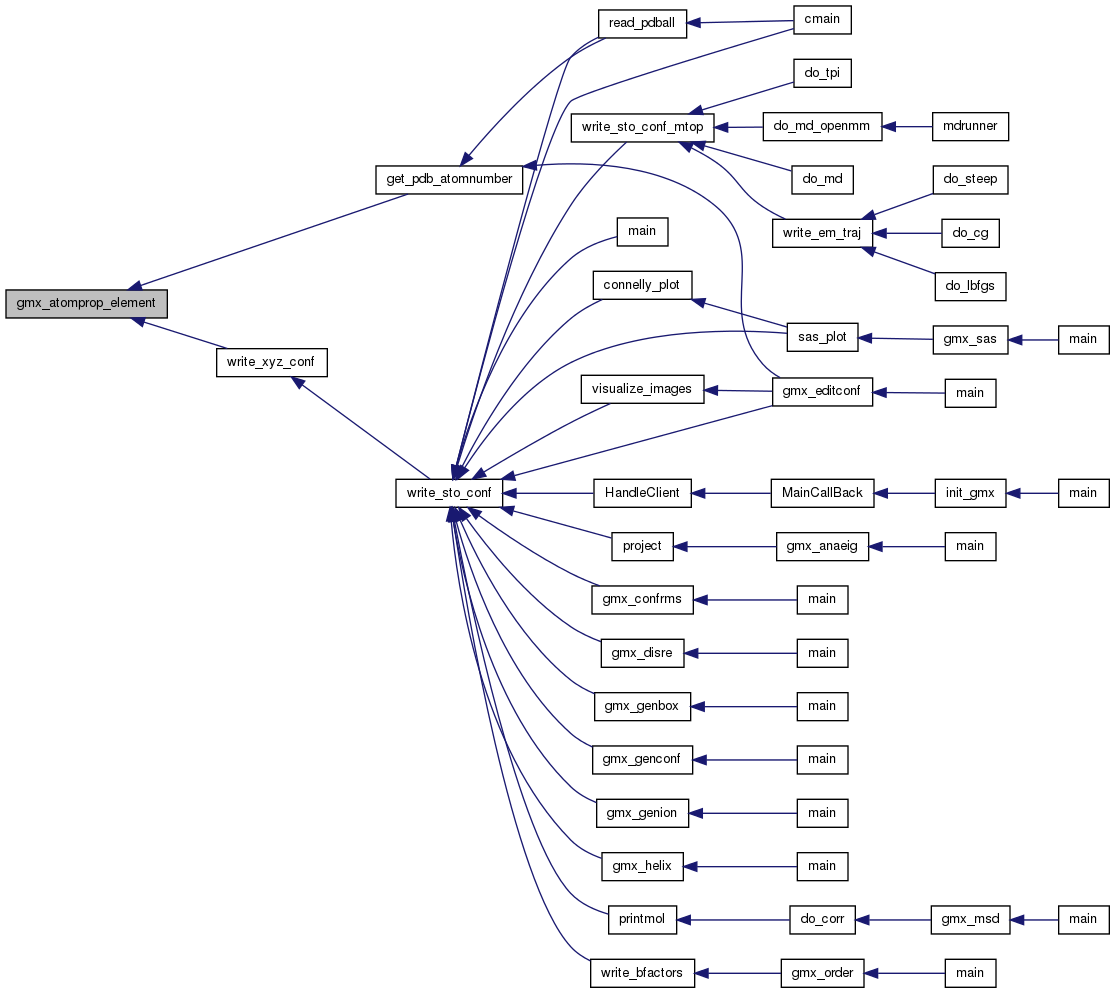 read_pdball
cmain
do_tpi
write_sto_conf_mtop
do_md_openmm
mdrunner
get_pdb_atomnumber
do_md
do_steep
main
write_em_traj
do_cg
connelly_plot
do_lbfgs
gmx_atomprop_element
sas_plot
gmx_sas
main
write_xyz_conf
visualize_images
gmx_editconf
main
write_sto_conf
HandleClient
MainCallBack
init_gmx
main
project
gmx_anaeig
main
gmx_confrms
main
gmx_disre
main
gmx_genbox
main
gmx_genconf
main
gmx_genion
main
gmx_helix
main
printmol
do_corr
gmx_msd
main
write_bfactors
gmx_order
main